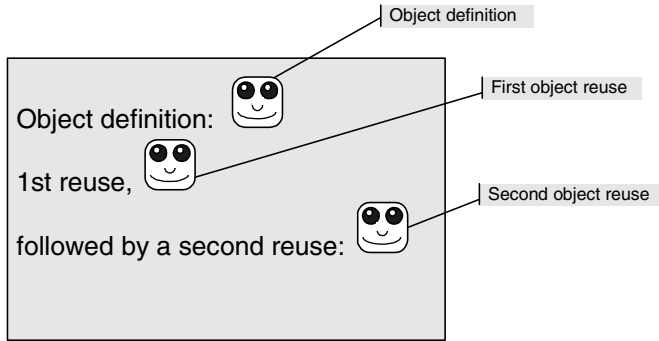 Object definition
First object reuse
Object definition:
1st reuse,
Second object reuse
followed by a second reuse: